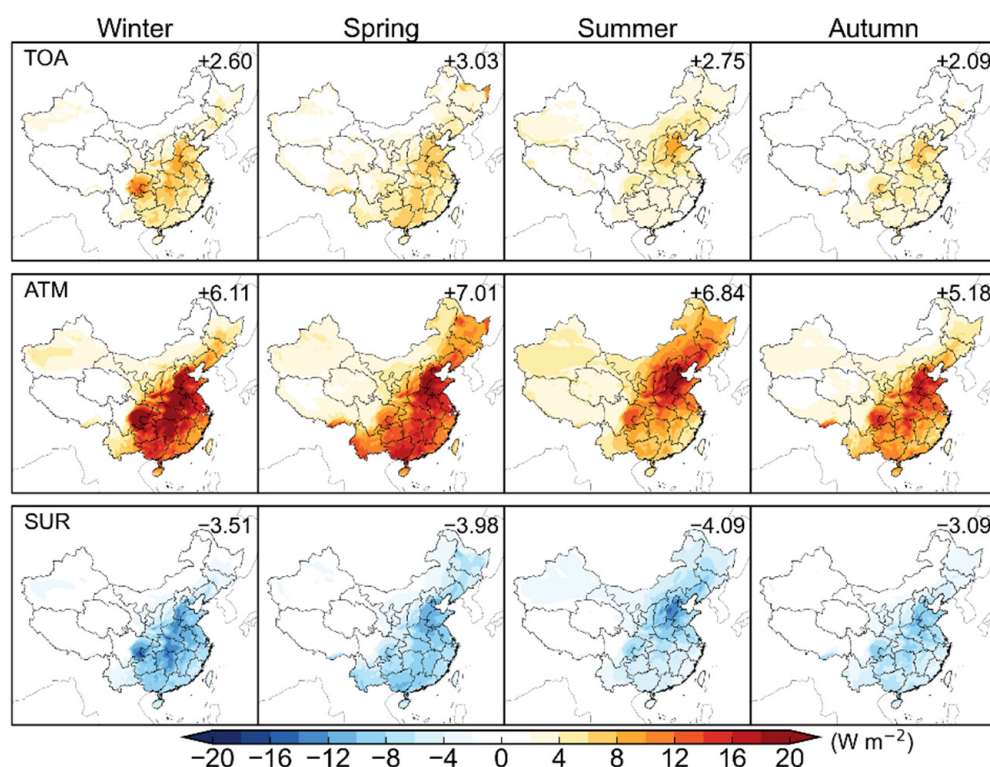 Winter Spring Summer Autumn
TOA +2.60 +3.03 +2.75 +2.09
ATM +6.11 +7.01 +6.84 +5.18
SUR −3.51 −3.98 −4.09 −3.09
−20 −16 −12 −8 −4 0 4 8 12 16 20 (W m⁻²)